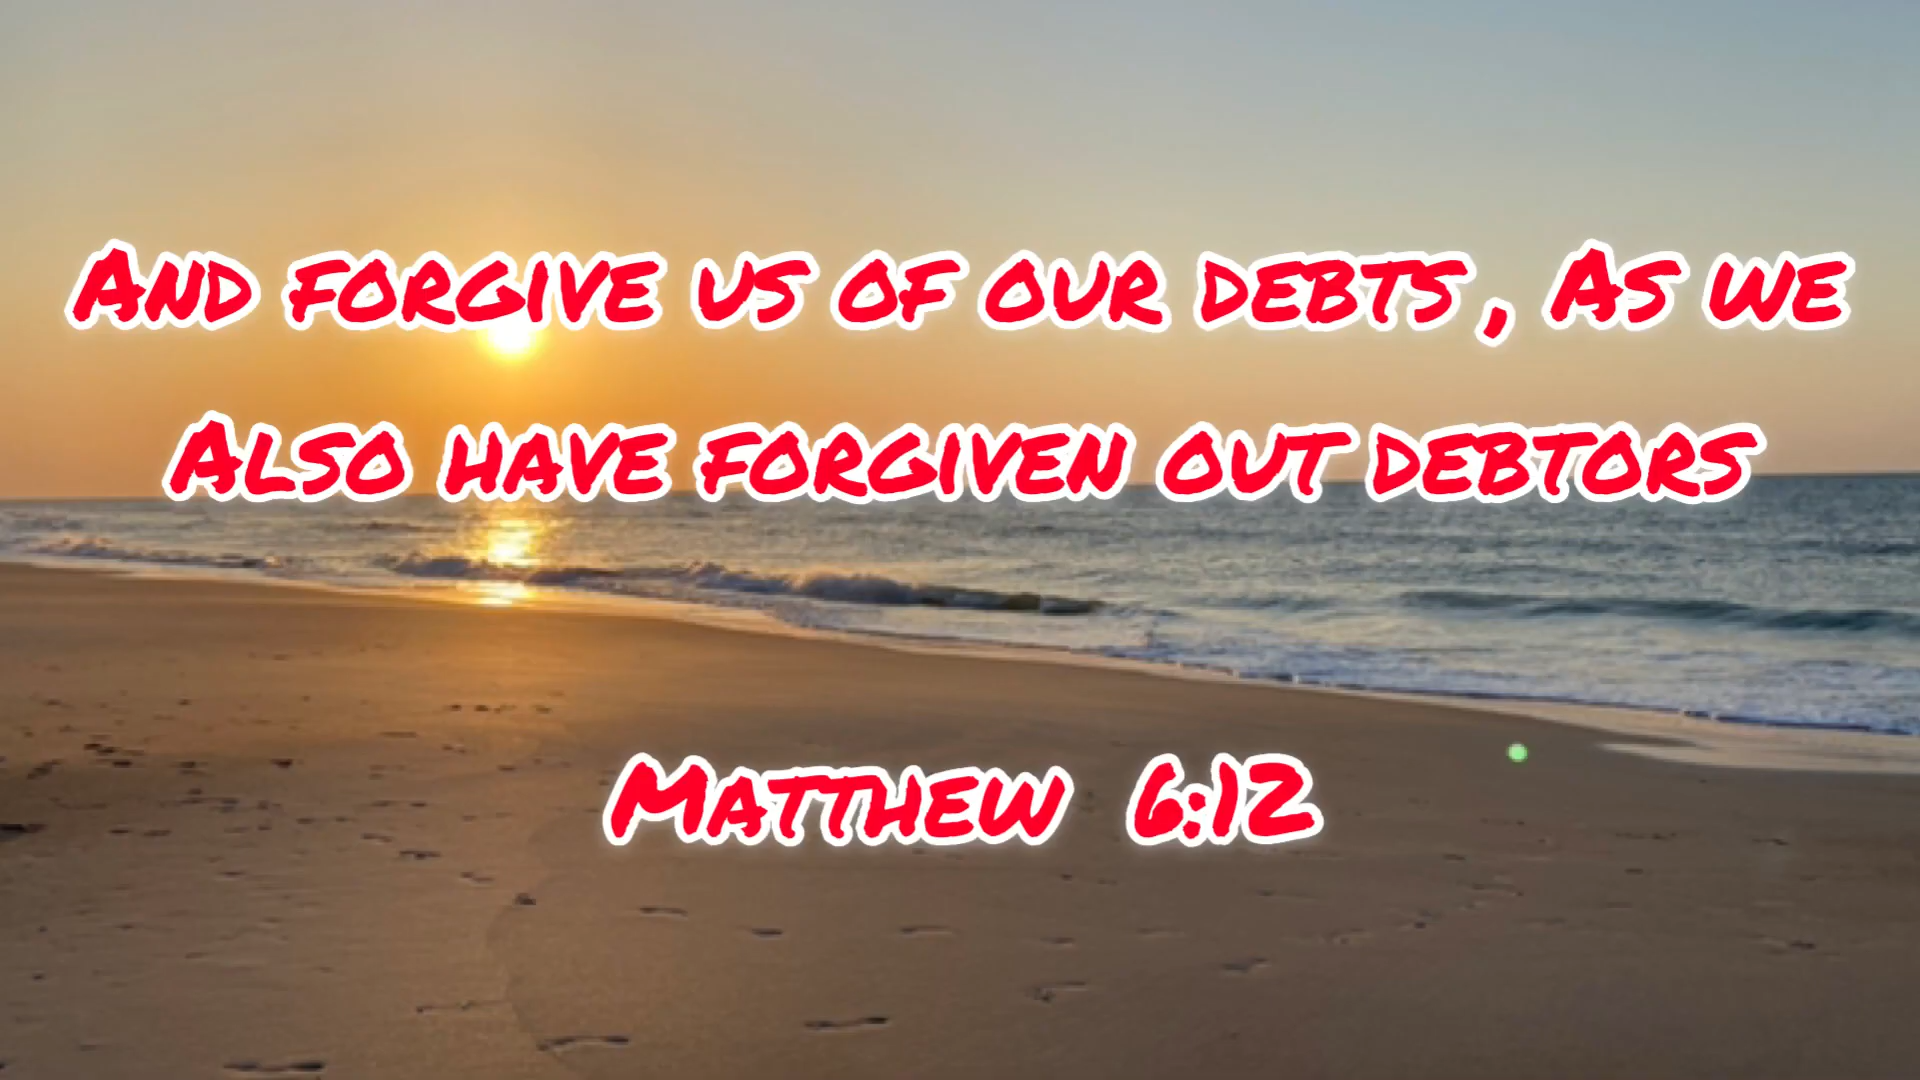 And forgive us of our debts , As we
Also have forgiven out debtors
Matthew 6:12